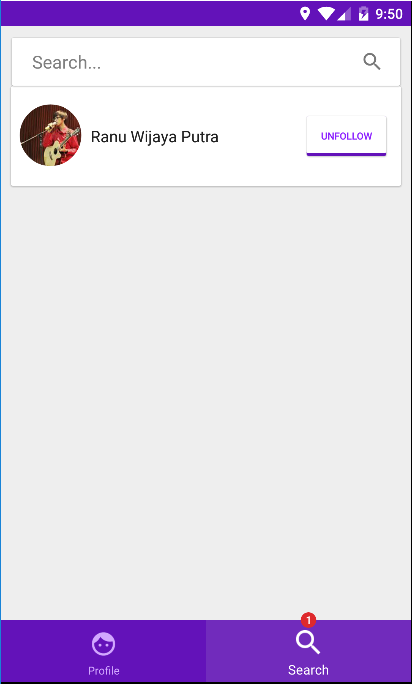 9:50
Search...
Ranu Wijaya Putra
UNFOLLOW
1
Profile
Search